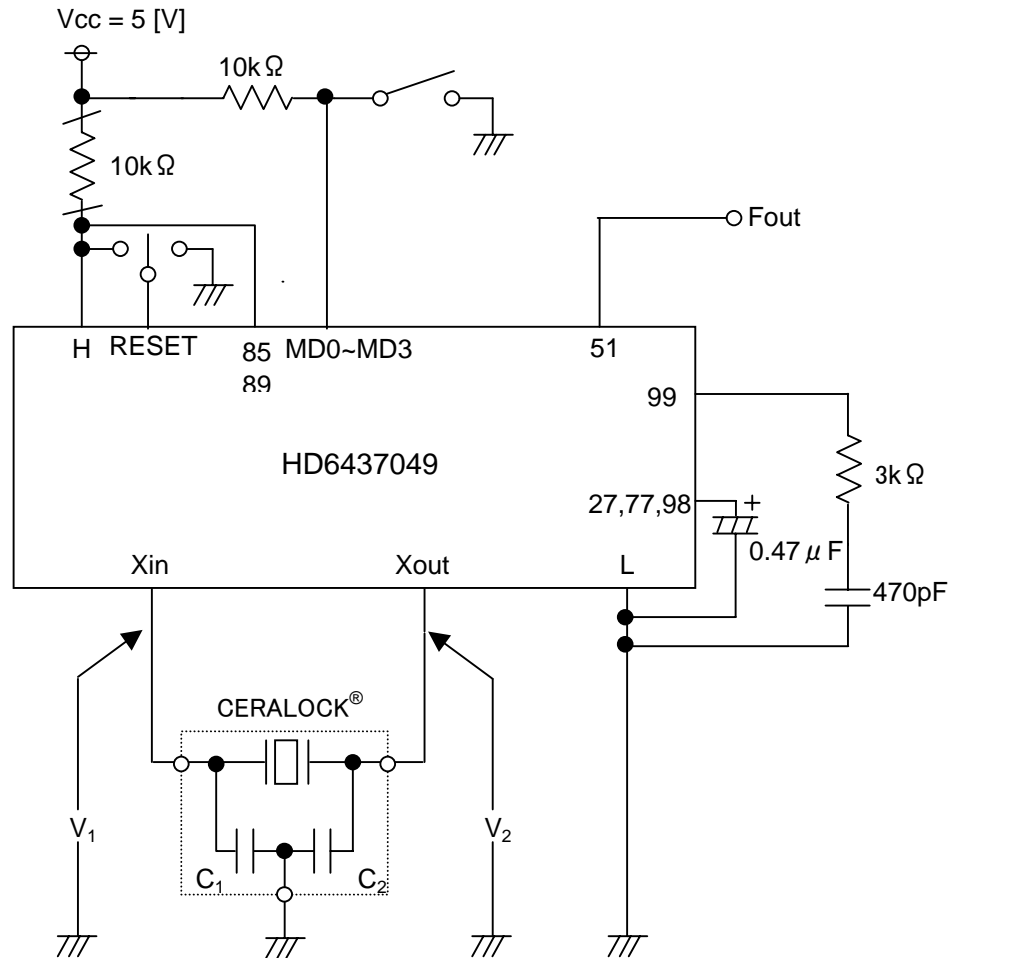 Vcc = 5 [V]
10kΩ
10kΩ
Fout
H RESET 85 MD0~MD3 51
89
99
HD6437049
3kΩ
27,77,98 +
0.47μF
Xin Xout L
470pF
CERALOCK®
V1 V2
C1 C2